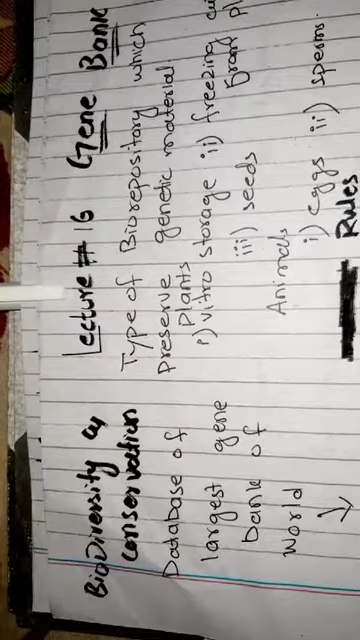 BioDiversity &
conservation
Database of
largest gene
bank of
world
Lecture # 16 Gene Bank
Type of Biorepository which
preserve genetic material
Plants
i) vitro storage ii) freezing
iii) seeds
Animals
i) eggs ii) sperms.
Rules